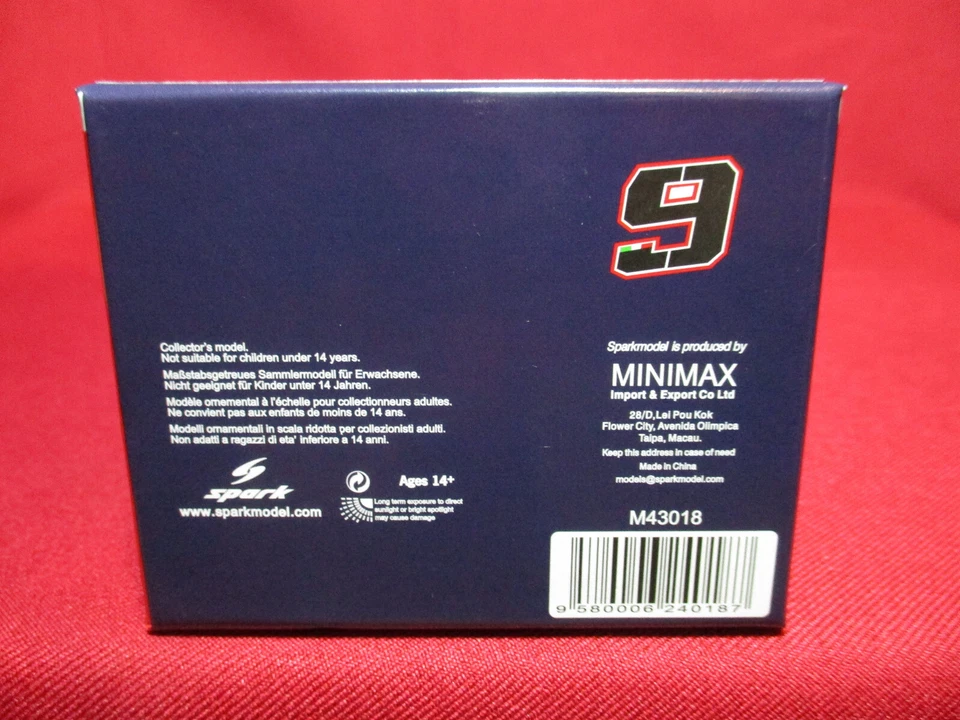 9
Collector's model.
Not suitable for children under 14 years.
Maßstabsgetreues Sammlermodell für Erwachsene.
Nicht geeignet für Kinder unter 14 Jahren.
Modèle ornemental à l'échelle pour collectionneurs adultes.
Ne convient pas aux enfants de moins de 14 ans.
Modelli ornamentali in scala ridotta per collezionisti adulti.
Non adatti a ragazzi di eta' inferiore a 14 anni.
spark
www.sparkmodel.com
Ages 14+
Long term exposure to direct
sunlight or bright spotlight
may cause damage
Sparkmodel is produced by
MINIMAX
Import & Export Co Ltd
28/D,Lei Pou Kok
Flower City, Avenida Olimpica
Taipa, Macau.
Keep this address in case of need
Made in China
models@sparkmodel.com
M43018
9 580006 240187